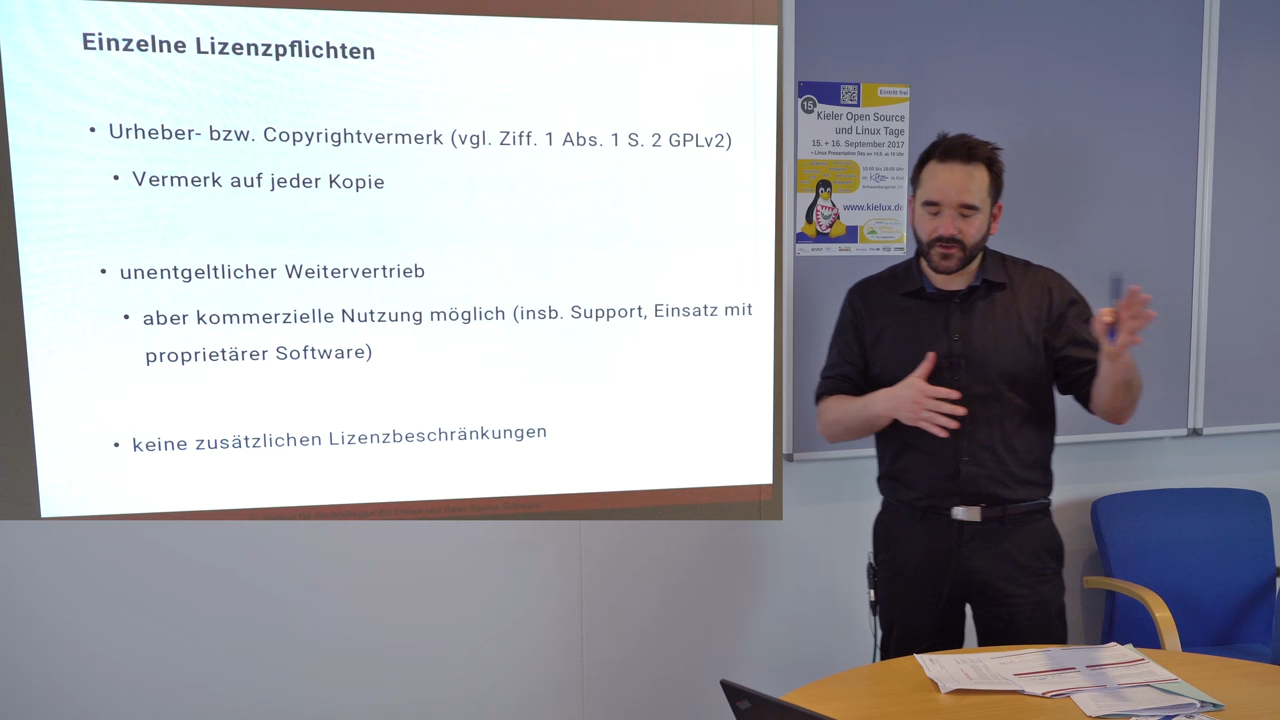 Einzelne Lizenzpflichten
• Urheber- bzw. Copyrightvermerk (vgl. Ziff. 1 Abs. 1 S. 2 GPLv2)
• Vermerk auf jeder Kopie
• unentgeltlicher Weitervertrieb
• aber kommerzielle Nutzung möglich (insb. Support, Einsatz mit
proprietärer Software)
• keine zusätzlichen Lizenzbeschränkungen
Eintritt frei
15.
Kieler Open Source
und Linux Tage
15. + 16. September 2017
www.kielux.de